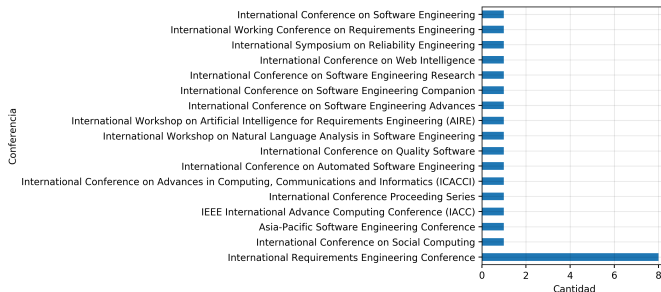 International Conference on Software Engineering
International Working Conference on Requirements Engineering
International Symposium on Reliability Engineering
International Conference on Web Intelligence
International Conference on Software Engineering Research
International Conference on Software Engineering Companion
International Conference on Software Engineering Advances
International Workshop on Artificial Intelligence for Requirements Engineering (AIRE)
International Workshop on Natural Language Analysis in Software Engineering
International Conference on Quality Software
International Conference on Automated Software Engineering
International Conference on Advances in Computing, Communications and Informatics (ICACCI)
International Conference Proceeding Series
IEEE International Advance Computing Conference (IACC)
Asia-Pacific Software Engineering Conference
International Conference on Social Computing
International Requirements Engineering Conference
Conferencia
0 2 4 6 8
Cantidad